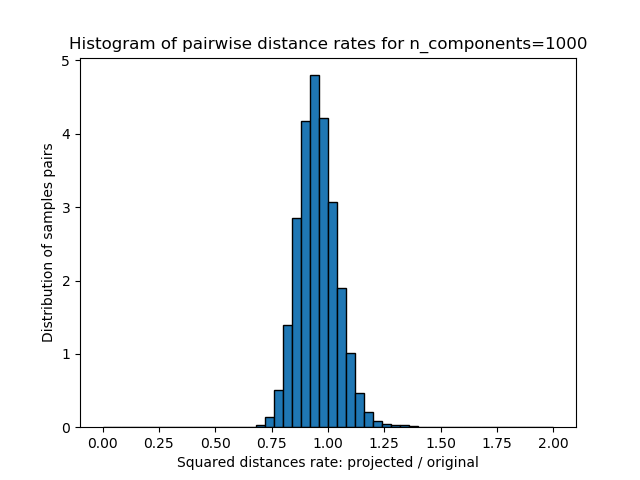 Histogram of pairwise distance rates for n_components=1000
5
4
3
2
1
0
Distribution of samples pairs
0.00 0.25 0.50 0.75 1.00 1.25 1.50 1.75 2.00
Squared distances rate: projected / original